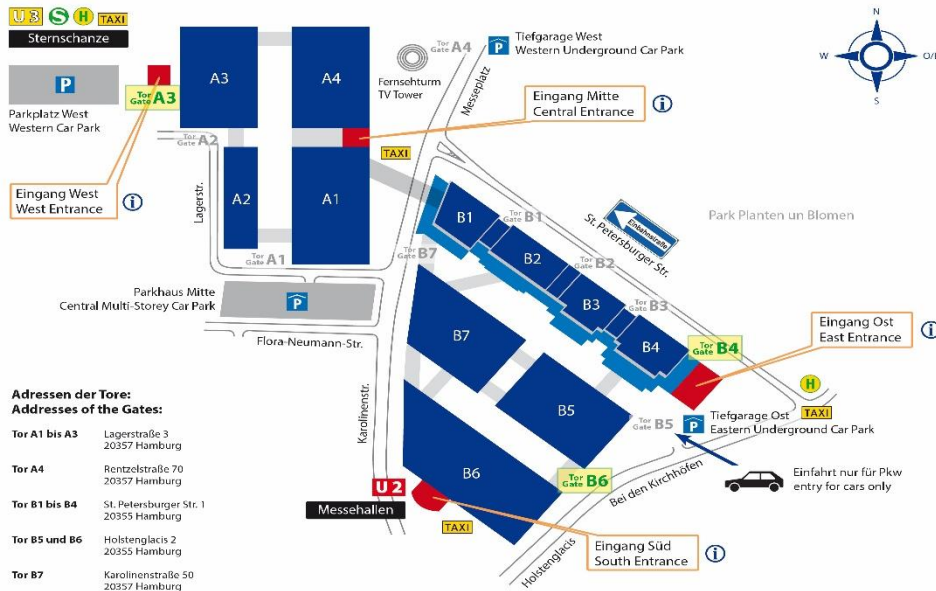 U3 S H TAXI
Sternschanze
P
Parkplatz West
Western Car Park
Tor
Gate A3
A3
A4
Fernsehturm
TV Tower
Tor
Gate A4
Messeplatz
P
Tiefgarage West
Western Underground Car Park
N
W
O/E
S
Eingang Mitte
Central Entrance
i
Tor
Gate A2
TAXI
Eingang West
West Entrance
i
Lagerstr.
A2
A1
Tor
Gate A1
B1
Tor
Gate B1
Einbahnstraße
St. Petersburger Str.
Park Planten un Blomen
Tor
Gate B7
B2
Tor
Gate B2
B3
Tor
Gate B3
B4
Tor
Gate B4
Eingang Ost
East Entrance
i
Parkhaus Mitte
Central Multi-Storey Car Park
P
Flora-Neumann-Str.
B7
Karolinenstr.
B5
H
TAXI
Tor
Gate B5
P
Tiefgarage Ost
Eastern Underground Car Park
B6
Tor
Gate B6
Bei den Kirchhöfen
Einfahrt nur für Pkw
entry for cars only
U2
Messehallen
TAXI
Holstenglacis
Eingang Süd
South Entrance
i
Adressen der Tore:
Addresses of the Gates:
Tor A1 bis A3 Lagerstraße 3
20357 Hamburg
Tor A4 Rentzelstraße 70
20357 Hamburg
Tor B1 bis B4 St. Petersburger Str. 1
20355 Hamburg
Tor B5 und B6 Holstenglacis 2
20355 Hamburg
Tor B7 Karolinenstraße 50
20357 Hamburg